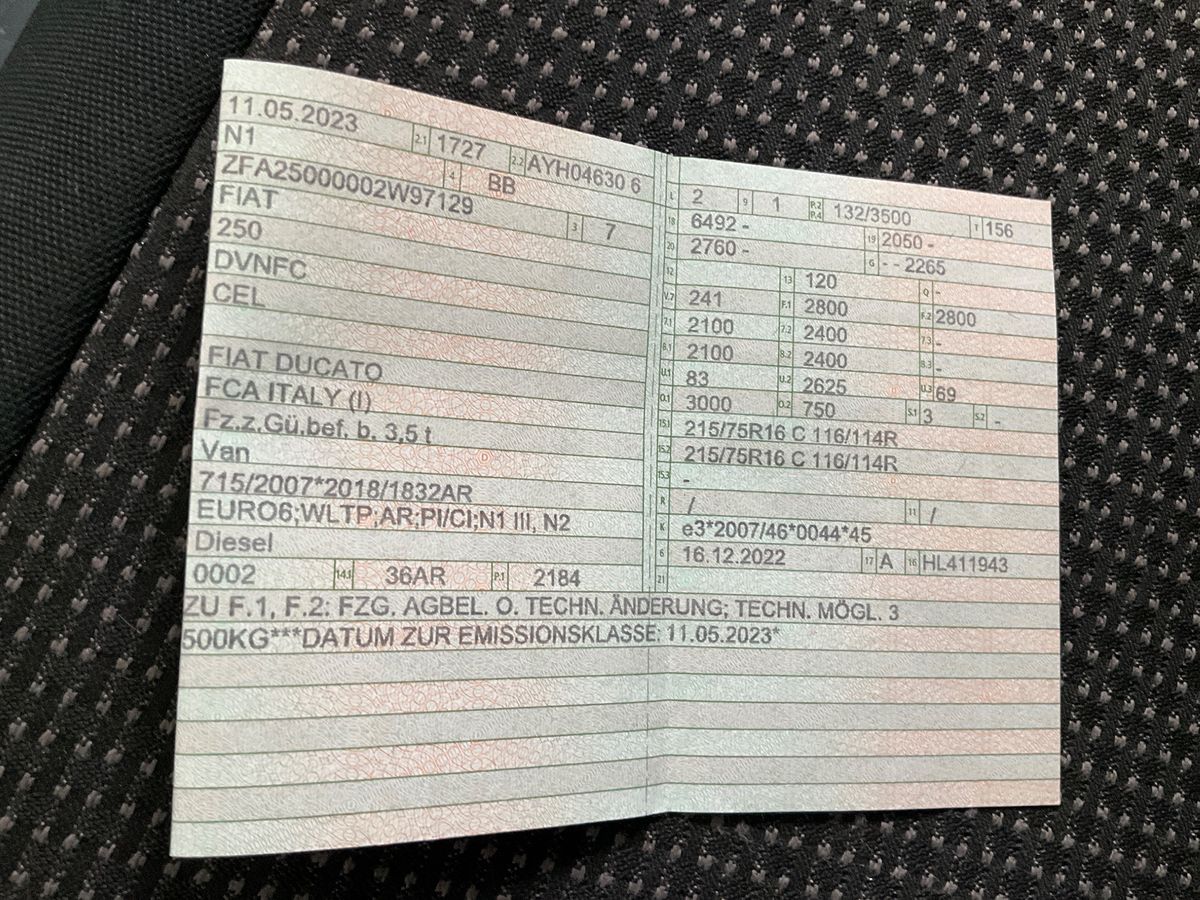 11.05.2023 2.1 1727 2.2 AYH04630 6
N1 4 BB
ZFA25000002W97129 3 7
FIAT
250
DVNFC
CEL
FIAT DUCATO
FCA ITALY (I)
Fz.z.Gü.bef. b. 3,5 t
Van
715/2007*2018/1832AR
EURO6;WLTP;AR;PI/CI;N1 III, N2
Diesel
0002 14.1 36AR P.1 2184
L 2 9 1 P.2 P.4 132/3500 T 156
18 6492 - 19 2050 -
20 2760 - G - - 2265
12 13 120 Q -
V.7 241 F.1 2800 F.2 2800
7.1 2100 7.2 2400 7.3 -
8.1 2100 8.2 2400 8.3 -
U.1 83 U.2 2625 U.3 69
O.1 3000 O.2 750 S.1 3 S.2 -
15.1 215/75R16 C 116/114R
15.2 215/75R16 C 116/114R
15.3 -
R / 11 /
K e3*2007/46*0044*45
6 16.12.2022 17 A 16 HL411943
21
ZU F.1, F.2: FZG. AGBEL. O. TECHN. ÄNDERUNG; TECHN. MÖGL. 3
500KG***DATUM ZUR EMISSIONSKLASSE: 11.05.2023*